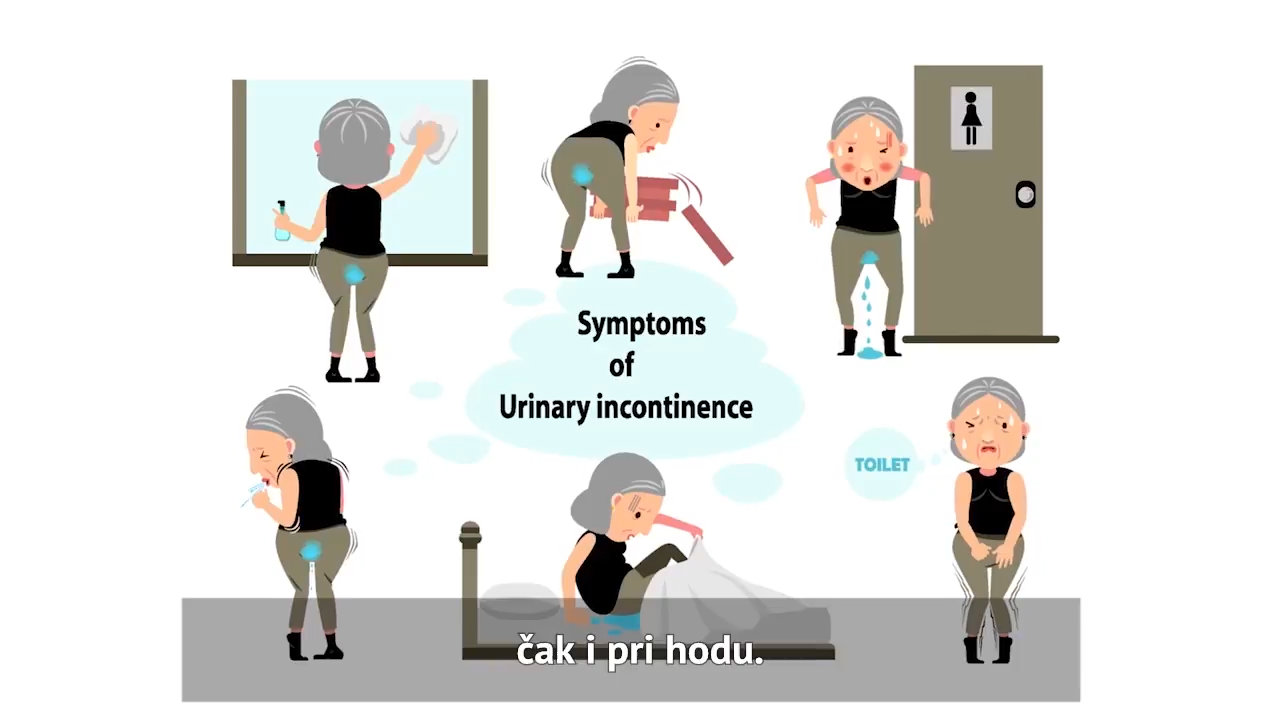 Symptoms
of
Urinary incontinence
TOILET
čak i pri hodu.